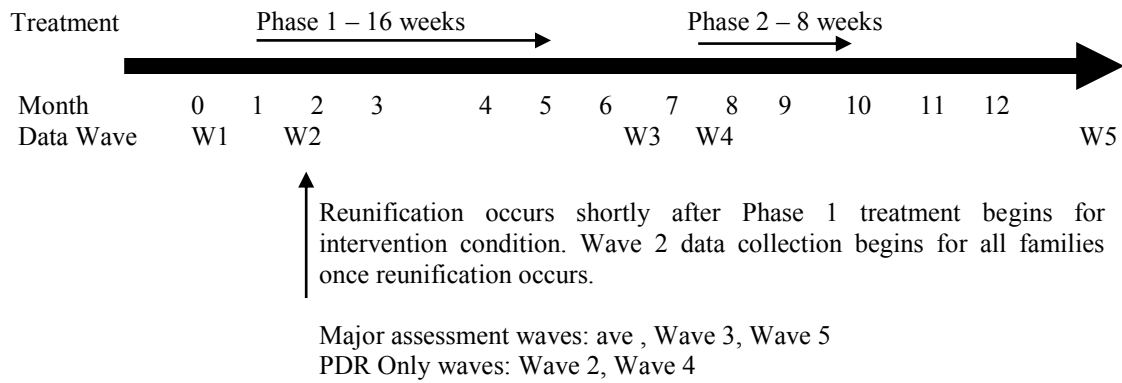 Treatment Phase 1 – 16 weeks Phase 2 – 8 weeks
Month 0 1 2 3 4 5 6 7 8 9 10 11 12
Data Wave W1 W2 W3 W4 W5
Reunification occurs shortly after Phase 1 treatment begins for
intervention condition. Wave 2 data collection begins for all families
once reunification occurs.
Major assessment waves: ave , Wave 3, Wave 5
PDR Only waves: Wave 2, Wave 4